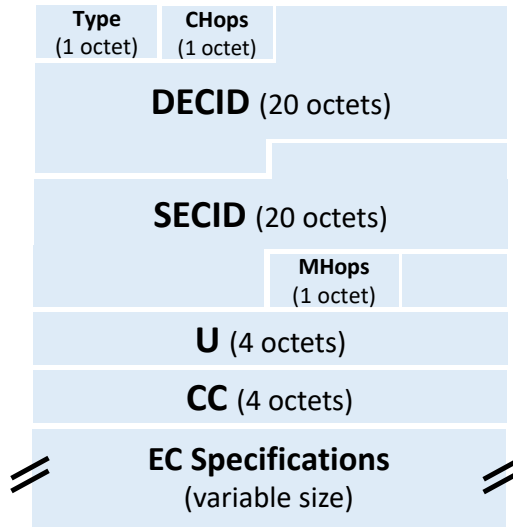 Type CHops
(1 octet) (1 octet)
DECID (20 octets)
SECID (20 octets)
MHops
(1 octet)
U (4 octets)
CC (4 octets)
EC Specifications
(variable size)